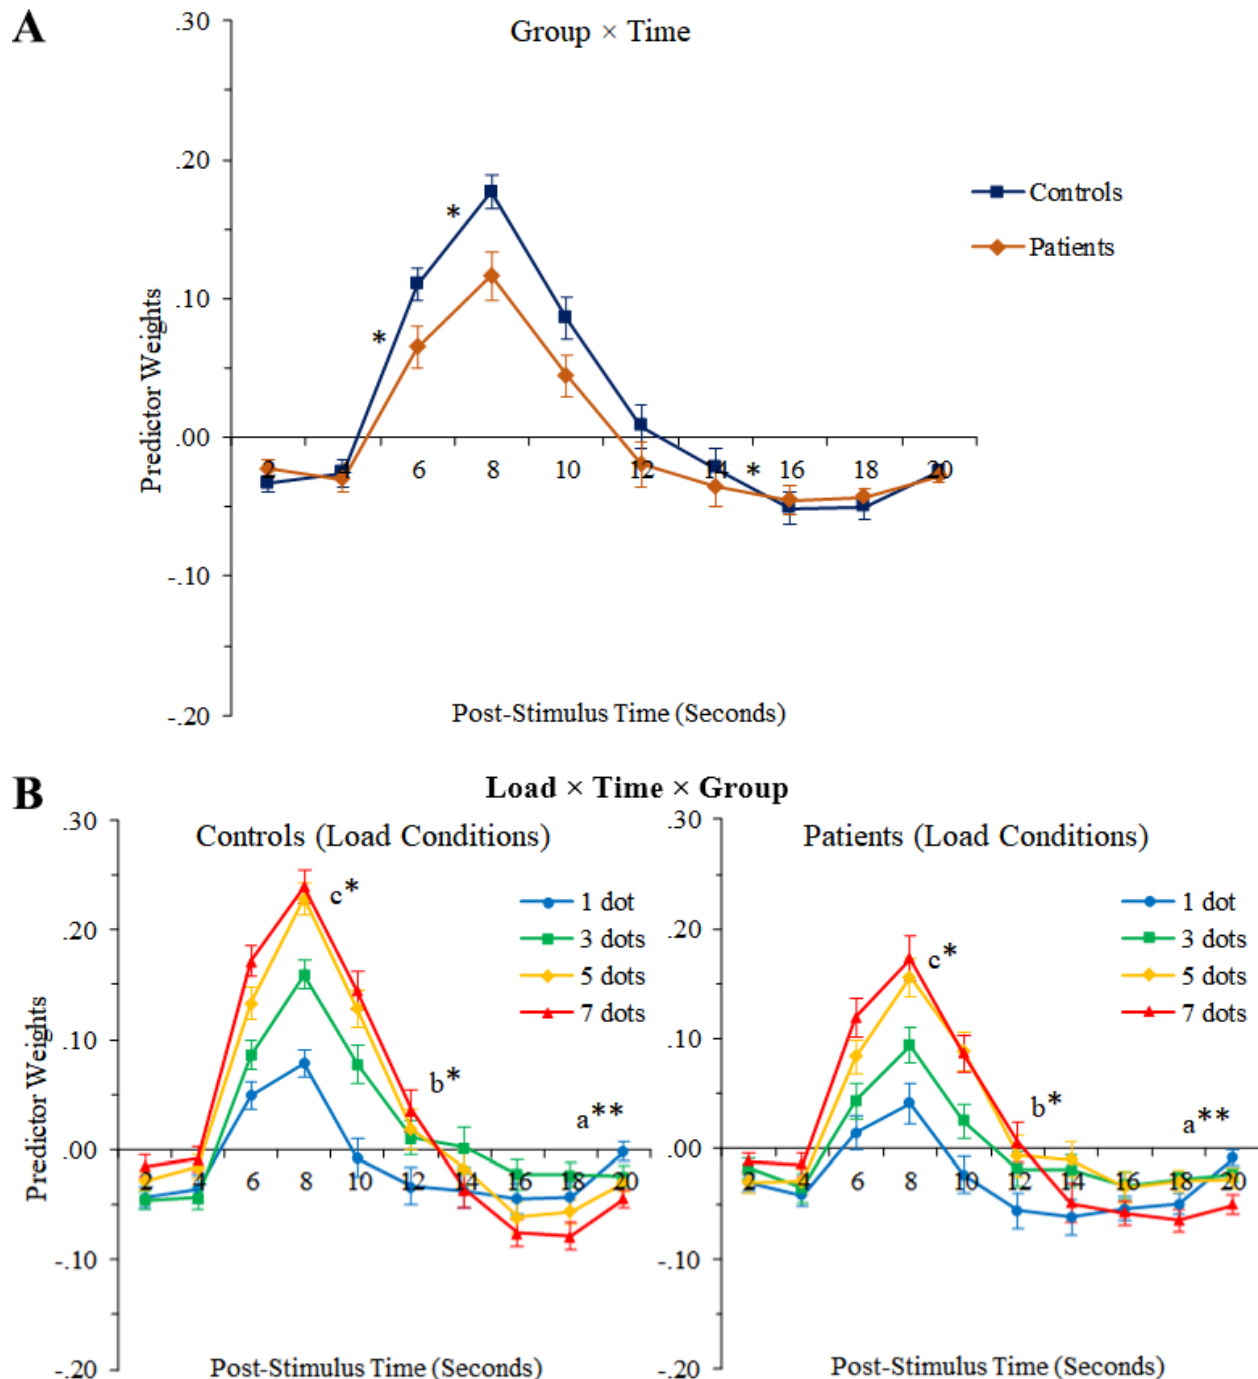 A
Group × Time
.30
.20
.10
.00
-.10
-.20
Predictor Weights
*
*
*
Controls
Patients
2 4 6 8 10 12 14 16 18 20
Post-Stimulus Time (Seconds)
B
Load × Time × Group
Controls (Load Conditions)
.30
.20
.10
.00
-.10
-.20
Predictor Weights
c*
b*
a**
1 dot
3 dots
5 dots
7 dots
2 4 6 8 10 12 14 16 18 20
Post-Stimulus Time (Seconds)
Patients (Load Conditions)
.30
.20
.10
.00
-.10
-.20
c*
b*
a**
1 dot
3 dots
5 dots
7 dots
2 4 6 8 10 12 14 16 18 20
Post-Stimulus Time (Seconds)